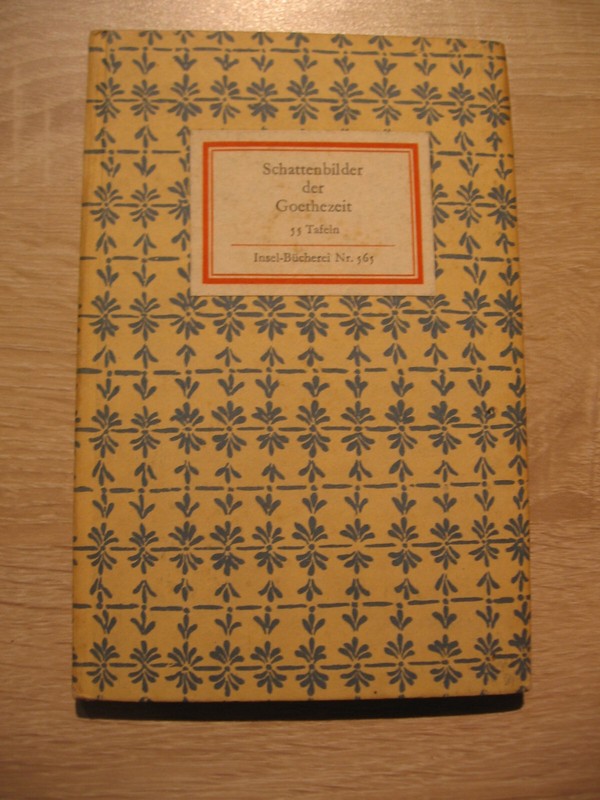 Schattenbilder
der
Goethezeit
55 Tafeln
Insel-Bücherei Nr. 565